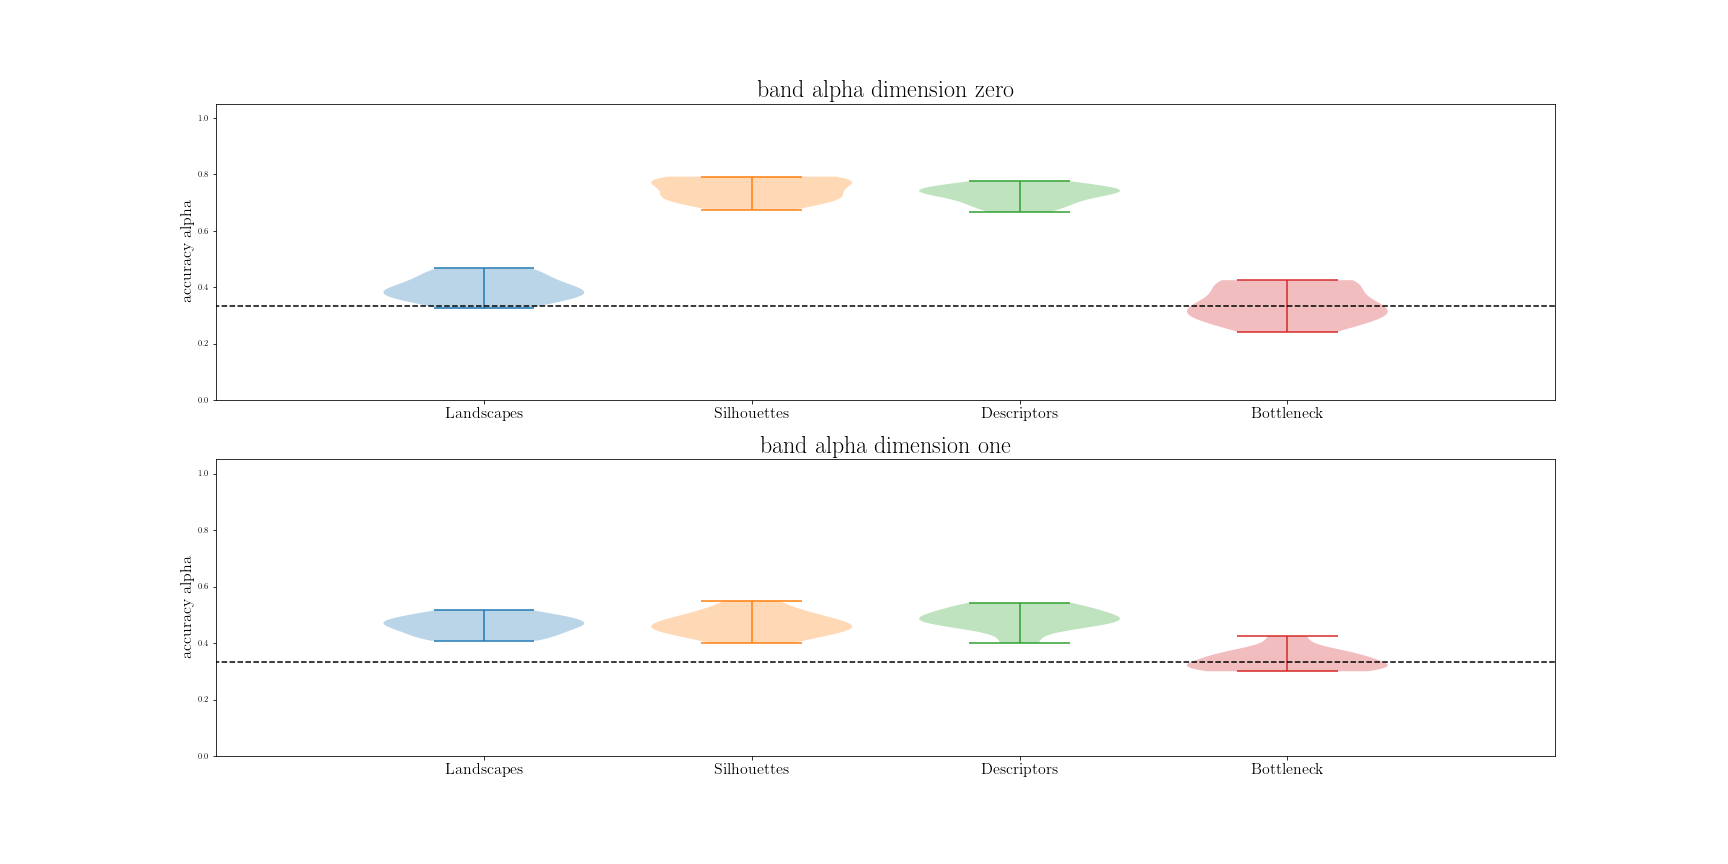 band alpha dimension zero
accuracy alpha
1.0
0.8
0.6
0.4
0.2
0.0
Landscapes Silhouettes Descriptors Bottleneck
band alpha dimension one
accuracy alpha
1.0
0.8
0.6
0.4
0.2
0.0
Landscapes Silhouettes Descriptors Bottleneck